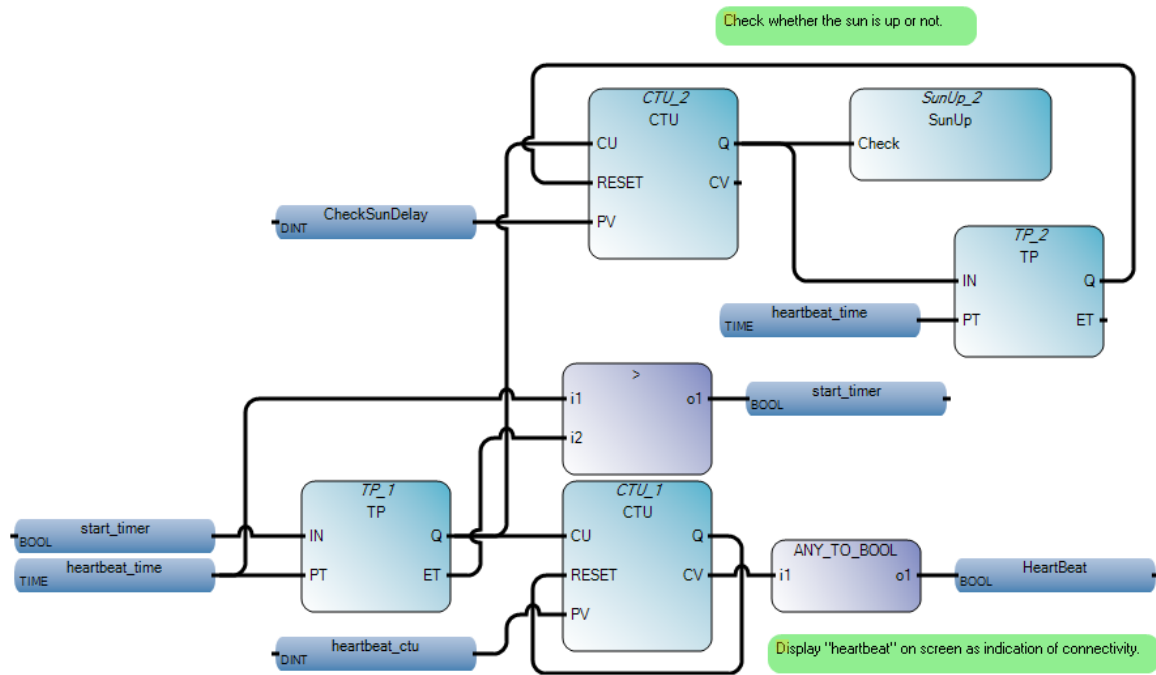 Check whether the sun is up or not.
CTU_2
CTU
CU
Q
RESET
CV
PV
SunUp_2
SunUp
Check
CheckSunDelay
DINT
TP_2
TP
IN
Q
PT
ET
heartbeat_time
TIME
>
i1
o1
i2
start_timer
BOOL
TP_1
TP
IN
Q
PT
ET
start_timer
BOOL
heartbeat_time
TIME
CTU_1
CTU
CU
Q
RESET
CV
PV
heartbeat_ctu
DINT
ANY_TO_BOOL
i1
o1
HeartBeat
BOOL
Display "heartbeat" on screen as indication of connectivity.